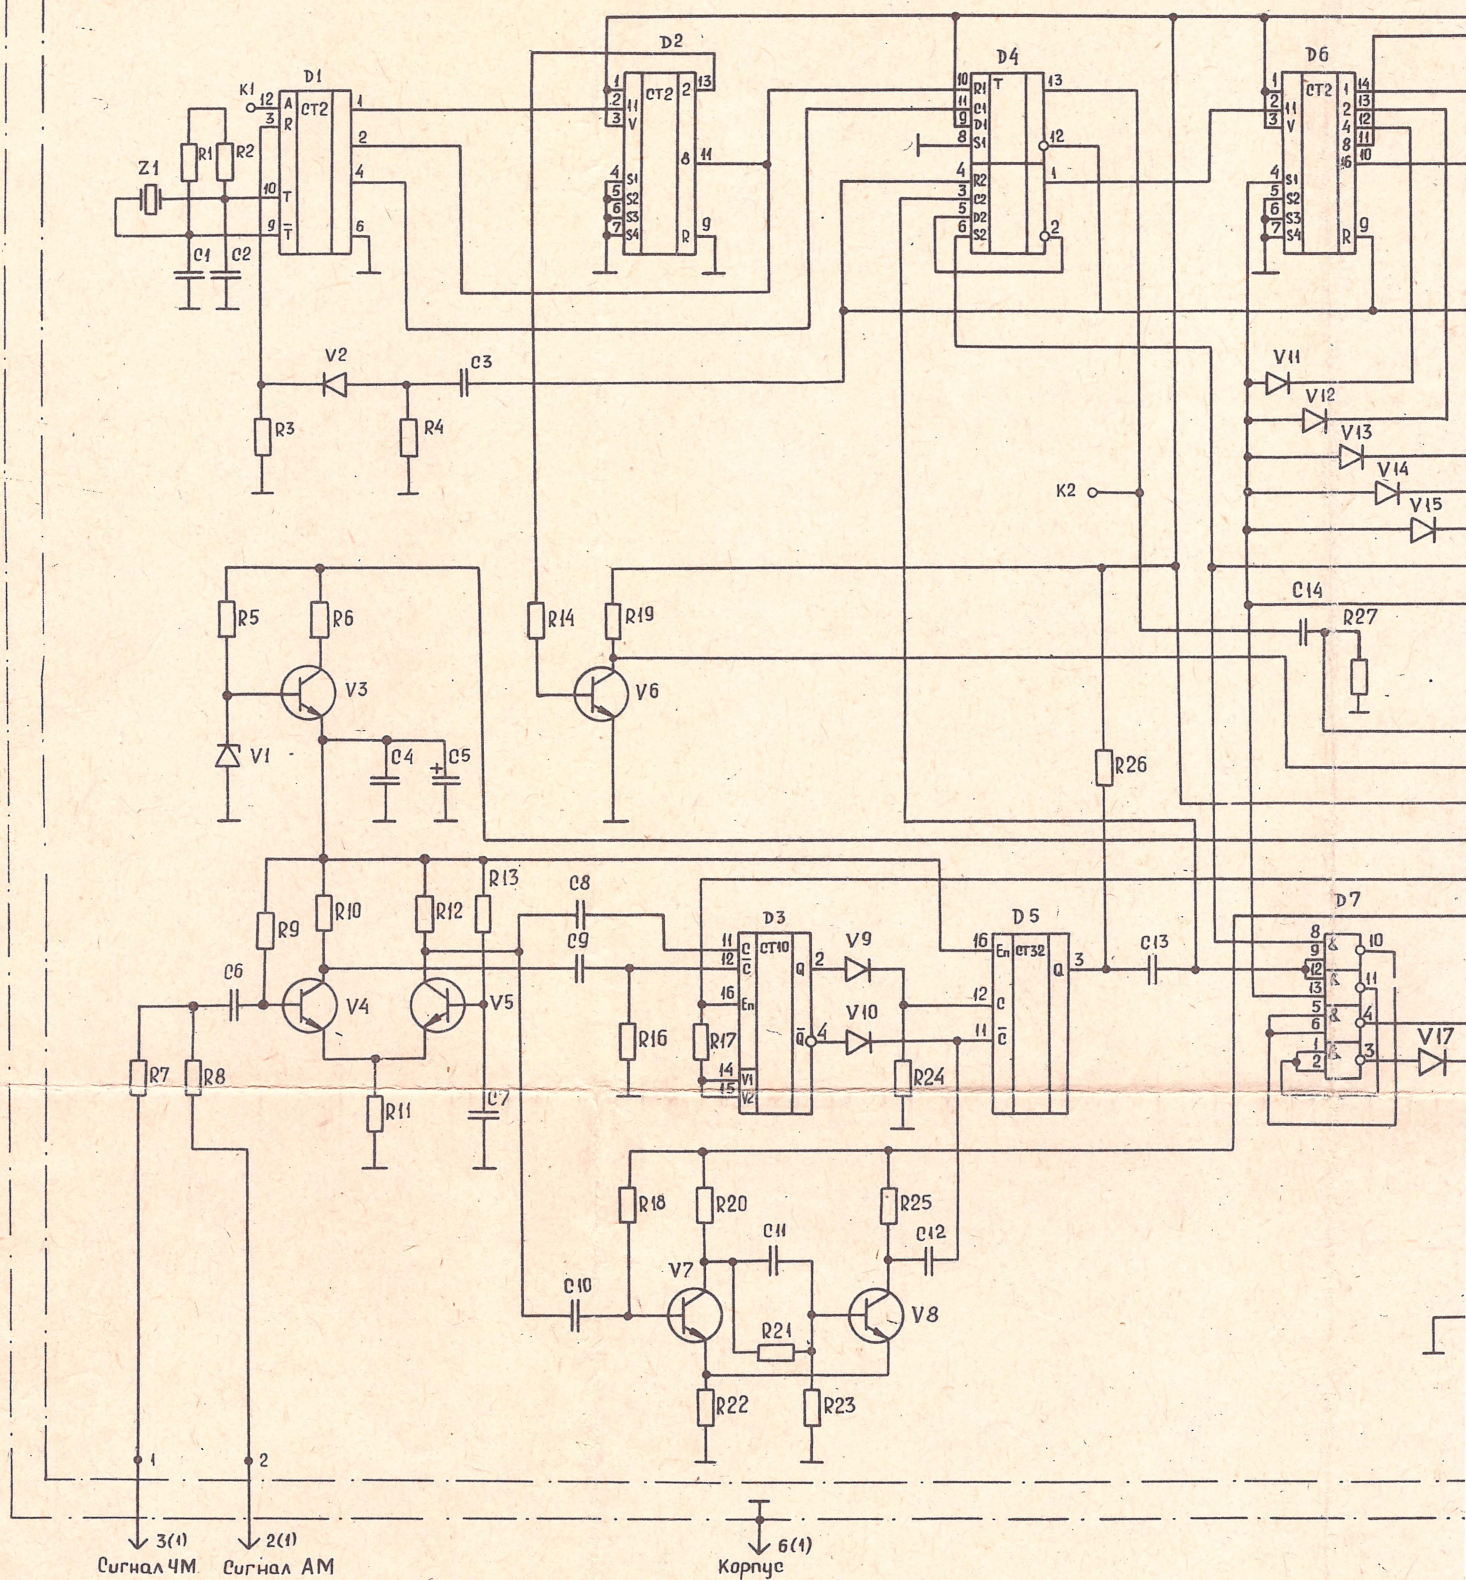 D2
D4
D6
D1
К1
12 A
3 R
CT2
1
2
4
6
10 T
9 T̅
R1
R2
Z1
C1
C2
1
2 11
3 V
4 S1
5 S2
6 S3
7 S4
CT2
2 13
8 11
R 9
10 R1
11 C1
9 D1
8 S1
4 R2
3 C2
5 D2
6 S2
T
13
12
1
2
1
2 11
3 V
4 S1
5 S2
6 S3
7 S4
CT2
1 14
2 13
4 12
8 11
16 10
R 9
V2
C3
R3
R4
V11
V12
V13
V14
V15
К2
C14
R27
R5
R6
V3
V1
C4
+ C5
R14
R19
V6
R26
R9
R10
R12
R13
C6
V4
V5
R7
R8
R11
C7
C8
C9
R16
D3
11 C
12 C̅
16 En
R17
14 V1
15 V2
CT10
Q 2
Q̅ 4
V9
V10
R24
D5
16 En
12 C
11 C̅
CT32
Q 3
C13
D7
8
9
12
13
5
6
1
2
&
&
&
&
10
11
4
3
V17
R18
R20
R25
C11
C12
V7
C10
V8
R21
R22
R23
1
2
3(1)
2(1)
6(1)
Сигнал ЧМ
Сигнал АМ
Корпус